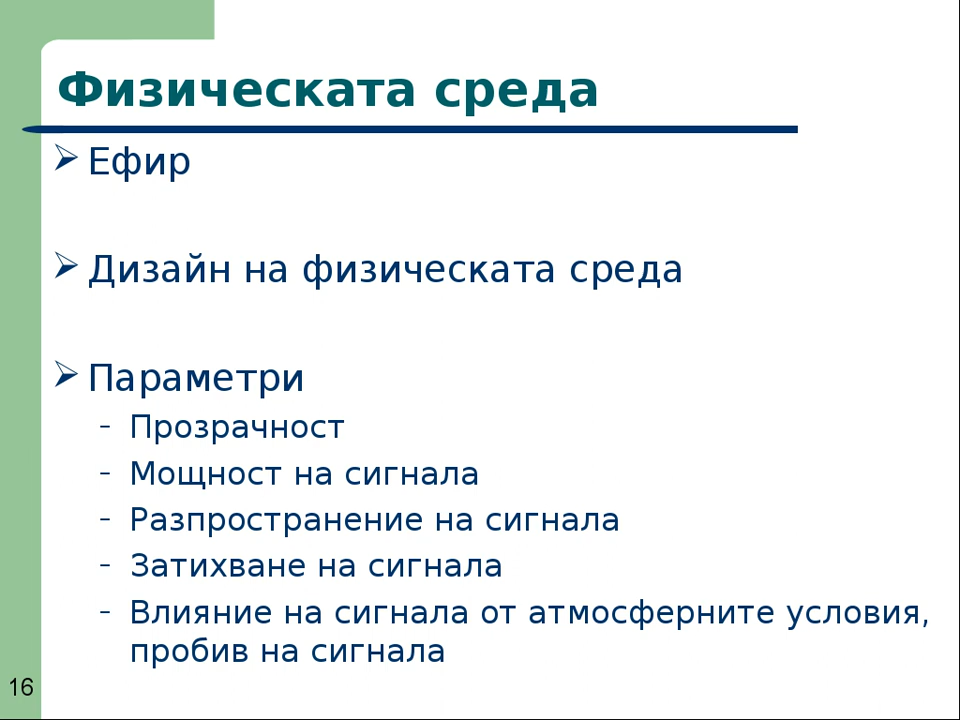 Физическата среда
Ефир
Дизайн на физическата среда
Параметри
– Прозрачност
– Мощност на сигнала
– Разпространение на сигнала
– Затихване на сигнала
– Влияние на сигнала от атмосферните условия,
пробив на сигнала
16